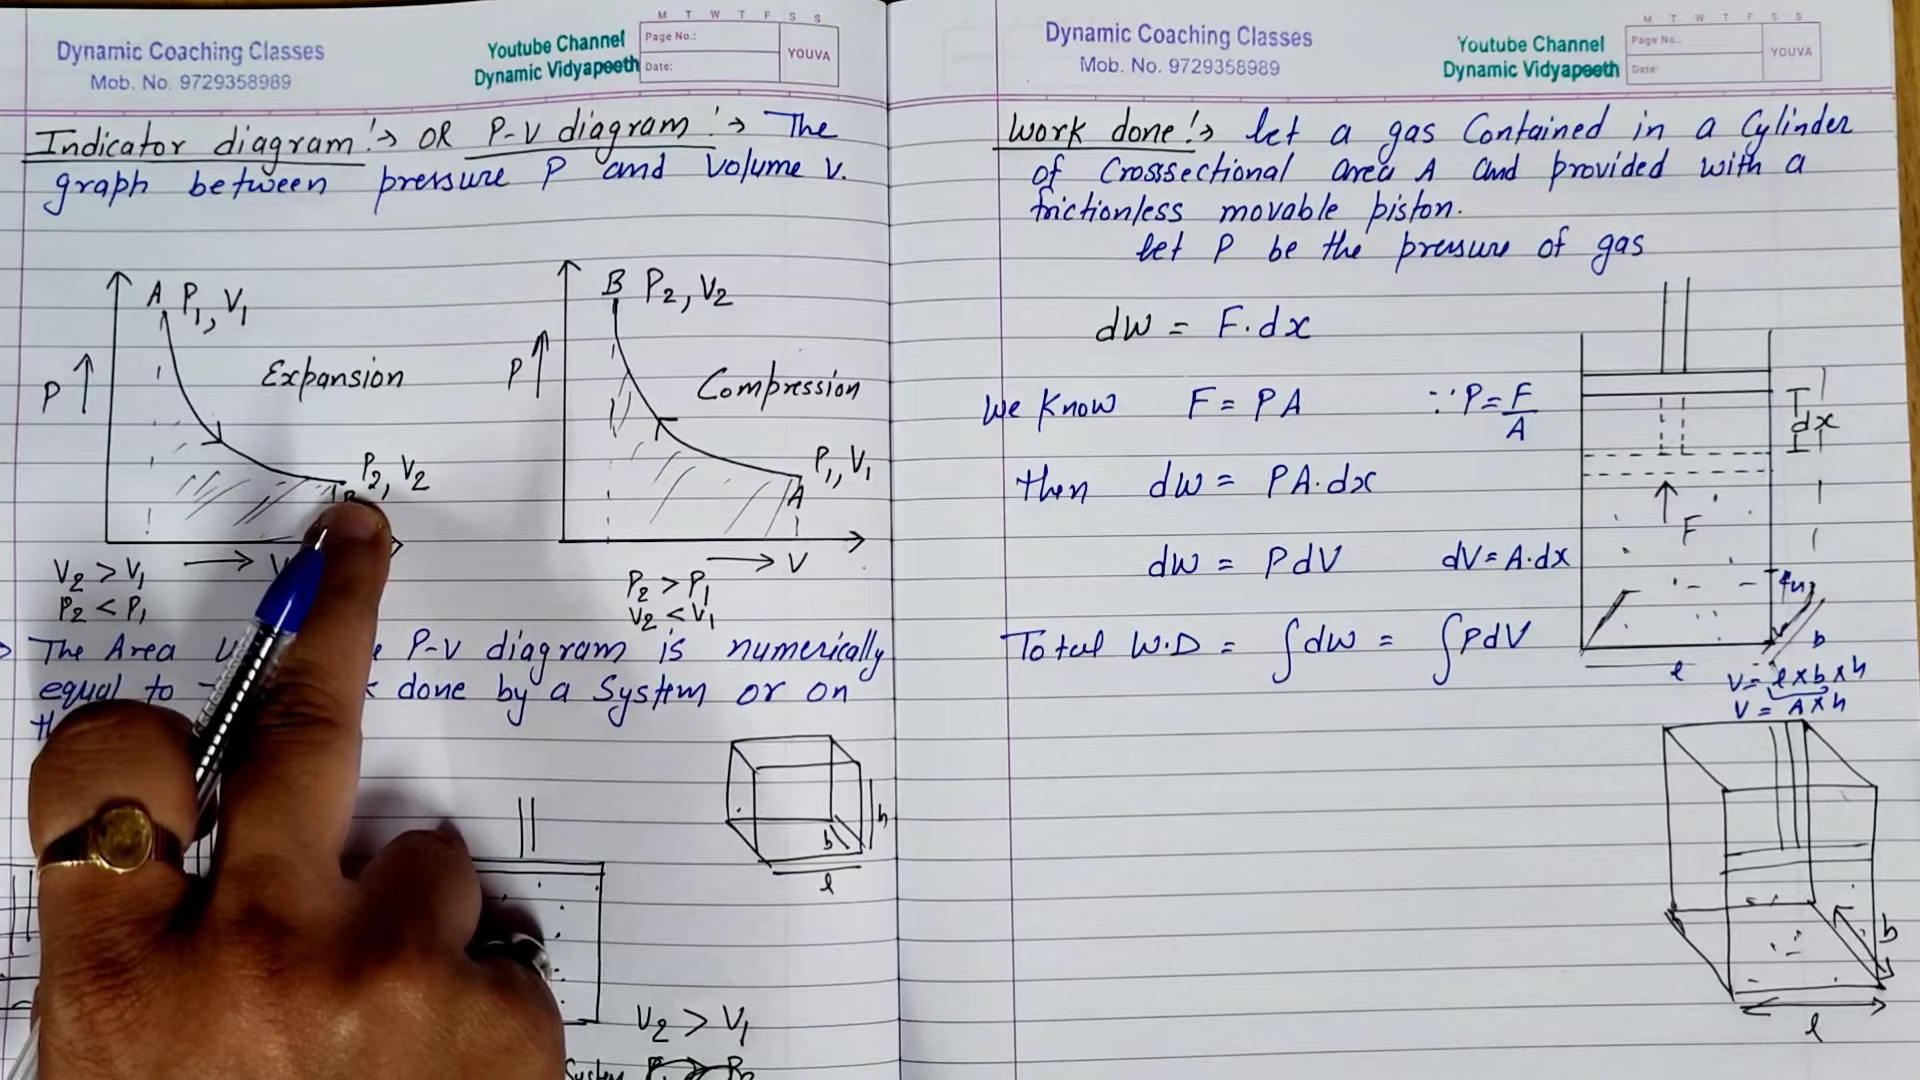 Dynamic Coaching Classes
Mob. No. 9729358989
Youtube Channel
Dynamic Vidyapeeth
M T W T F S S
Page No.:
Date:
YOUVA
Indicator diagram :→ OR P-V diagram :→ The
graph between pressure P and volume V.
A P₁, V₁
Expansion
P
P₂, V₂
B
V
V₂ > V₁
P₂ < P₁
B P₂, V₂
Compression
P
P₁, V₁
A
V
P₂ > P₁
V₂ < V₁
The Area P-V diagram is numerically
equal to done by a System or on
h
b
l
V₂ > V₁
System
Dynamic Coaching Classes
Mob. No. 9729358989
Youtube Channel
Dynamic Vidyapeeth
M T W T F S S
Page No.:
Date:
YOUVA
Work done :→ let a gas Contained in a Cylinder
of Crosssectional area A and provided with a
frictionless movable piston.
let P be the pressure of gas
dw = F.dx
We know F = PA ∵ P = F/A
then dw = PA.dx
dw = PdV dV = A.dx
Total W.D = ∫dw = ∫PdV
dx
F
b
l
V = l×b×h
V = A×h
b
l